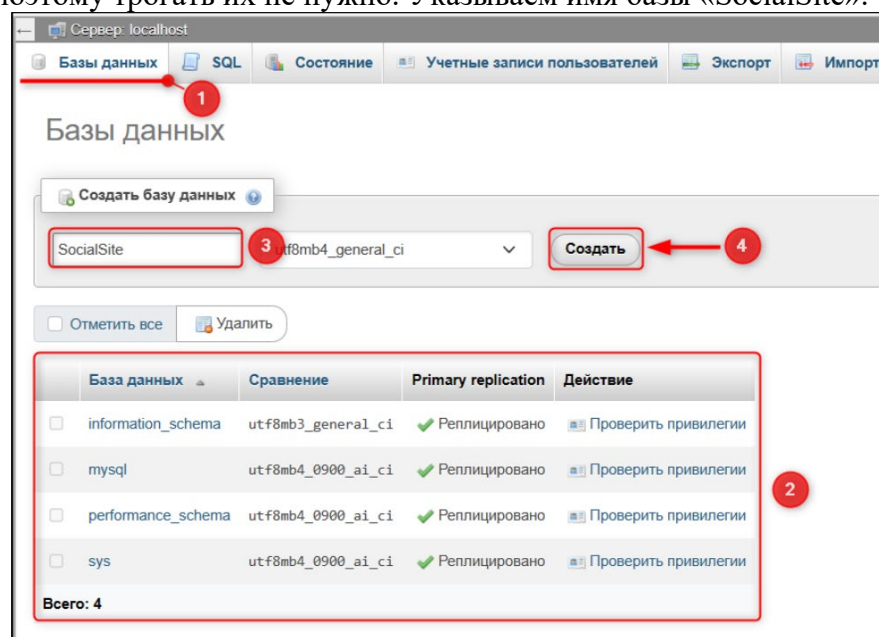 поэтому трогать их не нужно. Указываем имя базы «SocialSite».
Сервер: localhost
Базы данных SQL Состояние Учетные записи пользователей Экспорт Импорт
1
Базы данных
Создать базу данных
SocialSite 3 utf8mb4_general_ci Создать 4
Отметить все Удалить
База данных Сравнение Primary replication Действие
information_schema utf8mb3_general_ci Реплицировано Проверить привилегии
mysql utf8mb4_0900_ai_ci Реплицировано Проверить привилегии
2
performance_schema utf8mb4_0900_ai_ci Реплицировано Проверить привилегии
sys utf8mb4_0900_ai_ci Реплицировано Проверить привилегии
Всего: 4